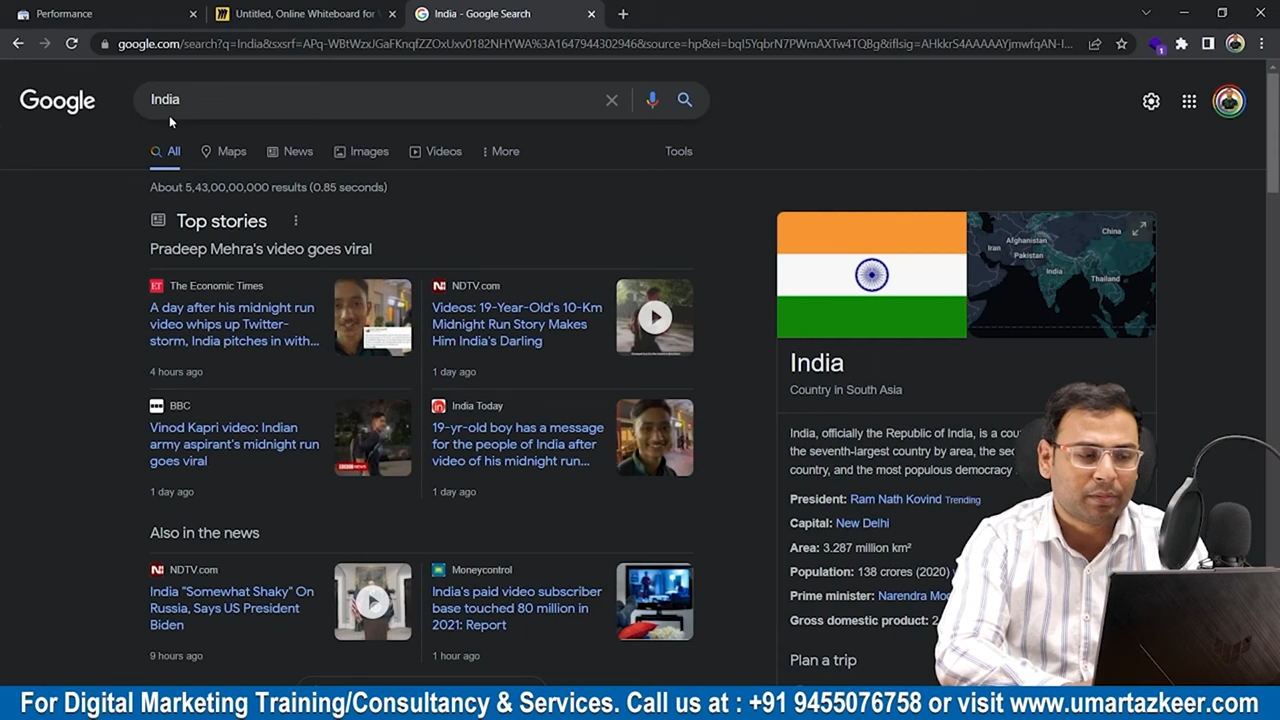 Performance
Untitled, Online Whiteboard for
India - Google Search
google.com/search?q=India&sxsrf=APq-WBtWzxJGaFKnqfZZOxUxv0182NHYWA%3A1647944302946&source=hp&ei=bqI5YqbrN7PWmAXTw4TQBg&iflsig=AHkkrS4AAAAAYjmwfqAN-I...
1
Google
India
All
Maps
News
Images
Videos
More
Tools
About 5,43,00,00,000 results (0.85 seconds)
Top stories
Pradeep Mehra's video goes viral
ET The Economic Times
A day after his midnight run
video whips up Twitter-
storm, India pitches in with...
4 hours ago
NDTV.com
Videos: 19-Year-Old's 10-Km
Midnight Run Story Makes
Him India's Darling
1 day ago
BBC
Vinod Kapri video: Indian
army aspirant's midnight run
goes viral
BBC NEWS
1 day ago
India Today
19-yr-old boy has a message
for the people of India after
video of his midnight run...
1 day ago
Also in the news
NDTV.com
India "Somewhat Shaky" On
Russia, Says US President
Biden
9 hours ago
Moneycontrol
India's paid video subscriber
base touched 80 million in
2021: Report
1 hour ago
Iran
Afghanistan
Pakistan
China
India
Thailand
India
Country in South Asia
India, officially the Republic of India, is a
the seventh-largest country by area, the
country, and the most populous democracy
President: Ram Nath Kovind Trending
Capital: New Delhi
Area: 3.287 million km²
Population: 138 crores (2020)
Prime minister: Narendra
Gross domestic product:
Plan a trip
For Digital Marketing Training/Consultancy & Services. Call us at : +91 9455076758 or visit www.umartazkeer.com